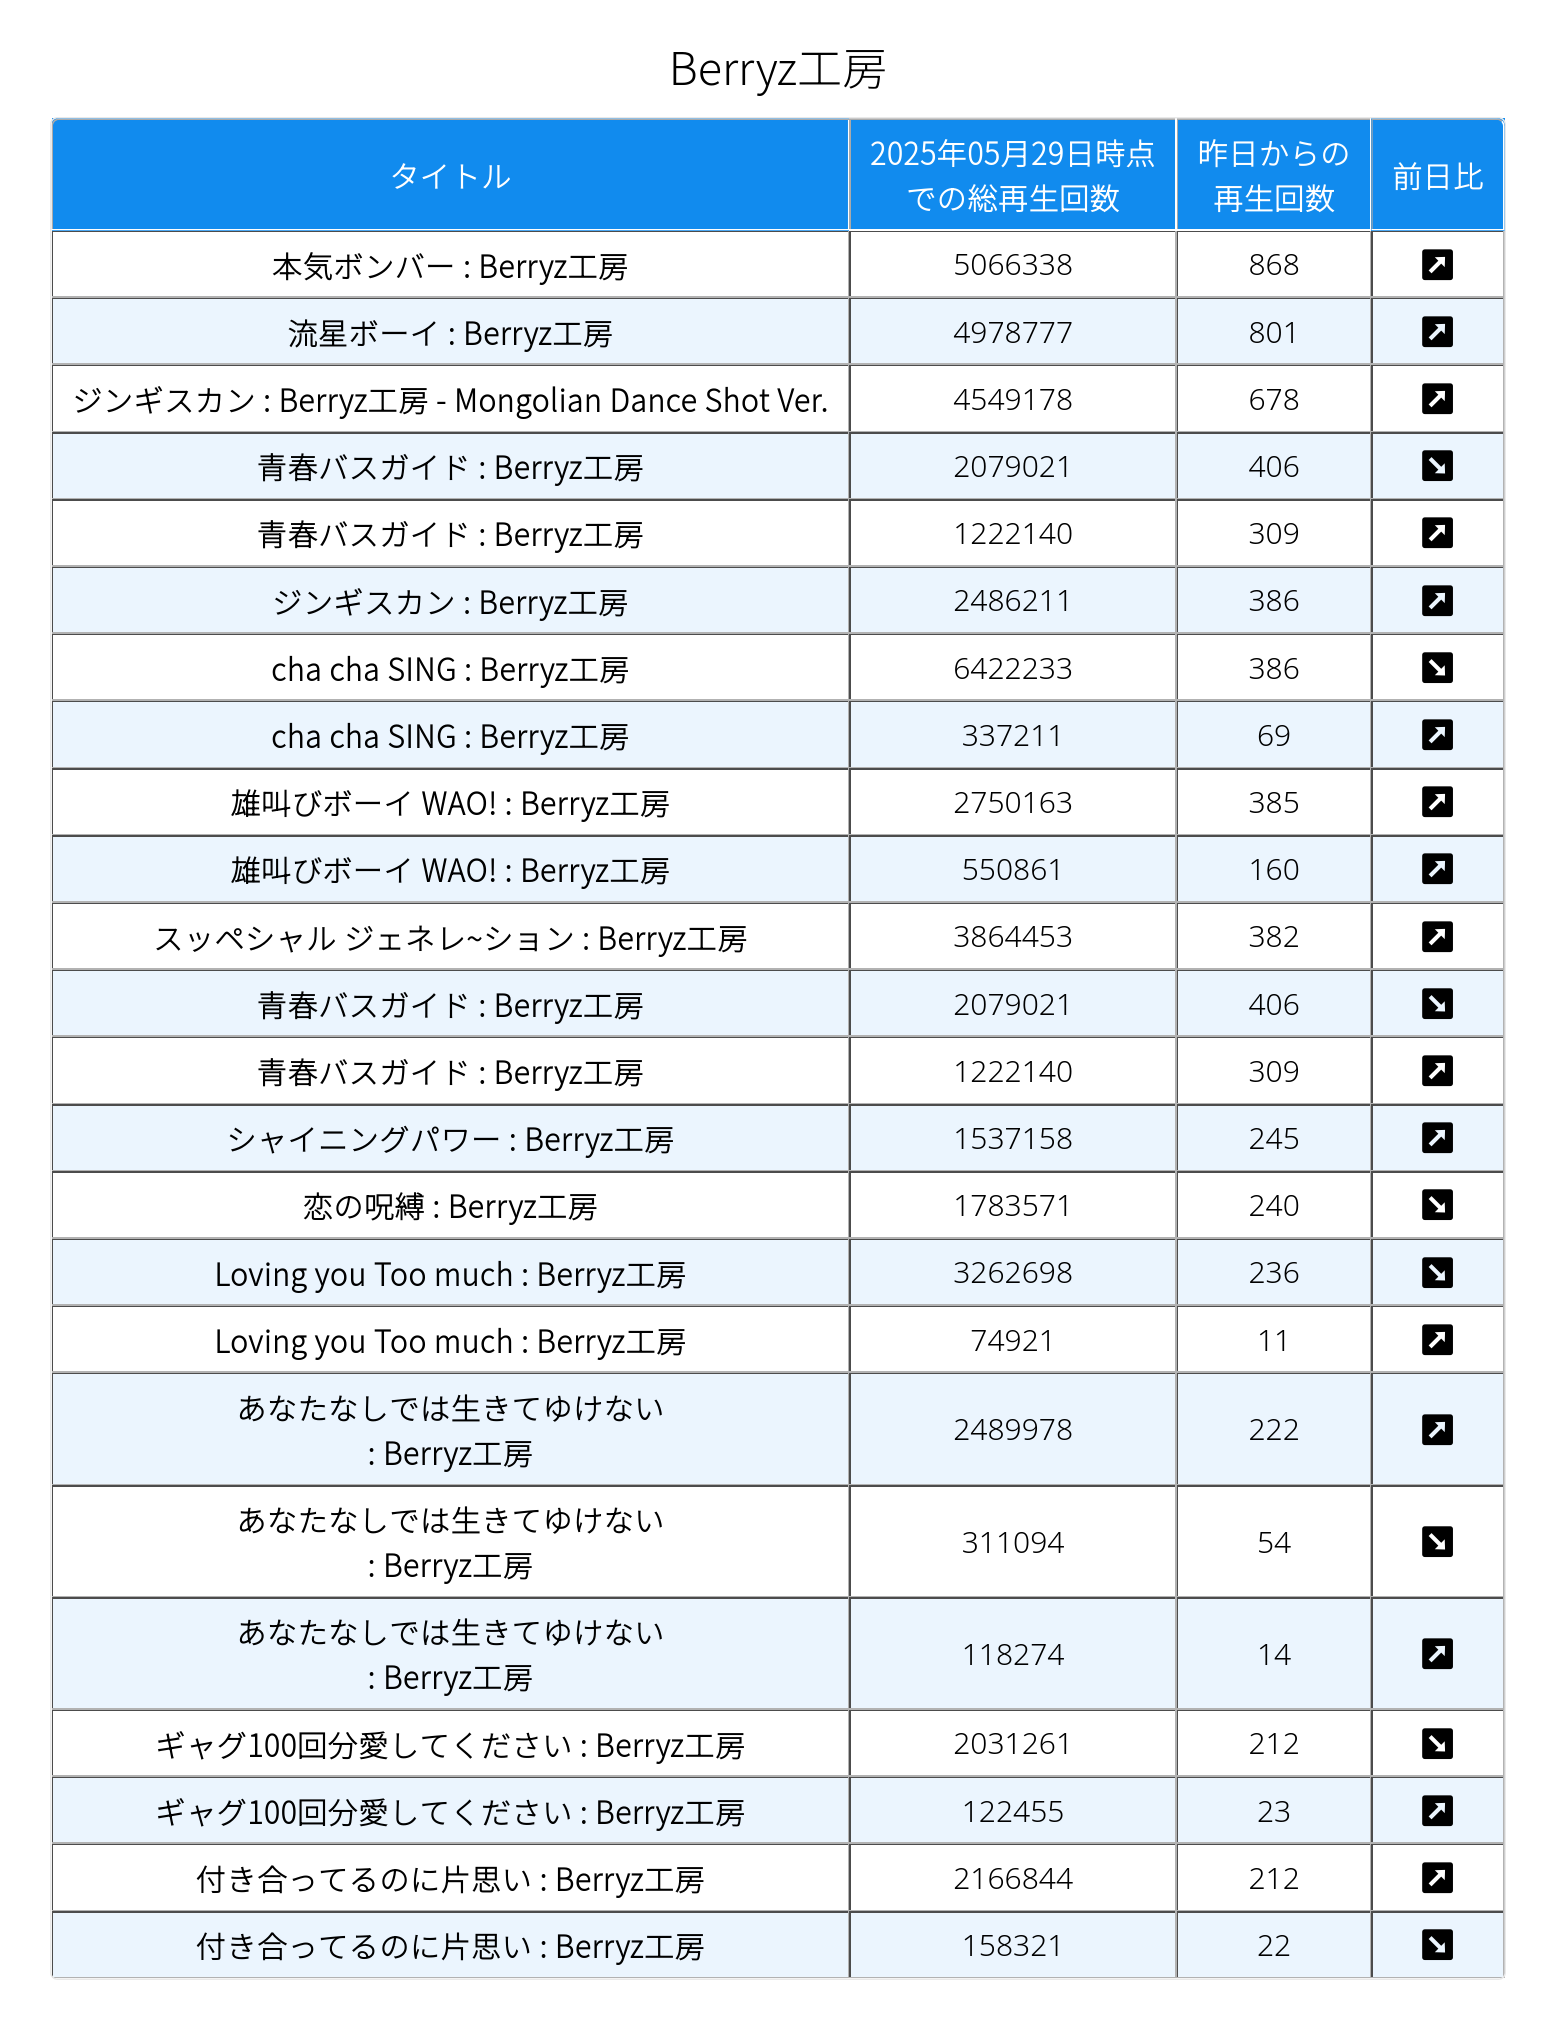 Berryz工房
タイトル
2025年05月29日時点
での総再生回数
昨日からの
再生回数
前日比
本気ボンバー : Berryz工房 5066338 868 ↗
流星ボーイ : Berryz工房 4978777 801 ↗
ジンギスカン : Berryz工房 - Mongolian Dance Shot Ver. 4549178 678 ↗
青春バスガイド : Berryz工房 2079021 406 ↘
青春バスガイド : Berryz工房 1222140 309 ↗
ジンギスカン : Berryz工房 2486211 386 ↗
cha cha SING : Berryz工房 6422233 386 ↘
cha cha SING : Berryz工房 337211 69 ↗
雄叫びボーイ WAO! : Berryz工房 2750163 385 ↗
雄叫びボーイ WAO! : Berryz工房 550861 160 ↗
スッペシャル ジェネレ~ション : Berryz工房 3864453 382 ↗
青春バスガイド : Berryz工房 2079021 406 ↘
青春バスガイド : Berryz工房 1222140 309 ↗
シャイニングパワー : Berryz工房 1537158 245 ↗
恋の呪縛 : Berryz工房 1783571 240 ↘
Loving you Too much : Berryz工房 3262698 236 ↘
Loving you Too much : Berryz工房 74921 11 ↗
あなたなしでは生きてゆけない
: Berryz工房 2489978 222 ↗
あなたなしでは生きてゆけない
: Berryz工房 311094 54 ↘
あなたなしでは生きてゆけない
: Berryz工房 118274 14 ↗
ギャグ100回分愛してください : Berryz工房 2031261 212 ↘
ギャグ100回分愛してください : Berryz工房 122455 23 ↗
付き合ってるのに片思い : Berryz工房 2166844 212 ↗
付き合ってるのに片思い : Berryz工房 158321 22 ↘